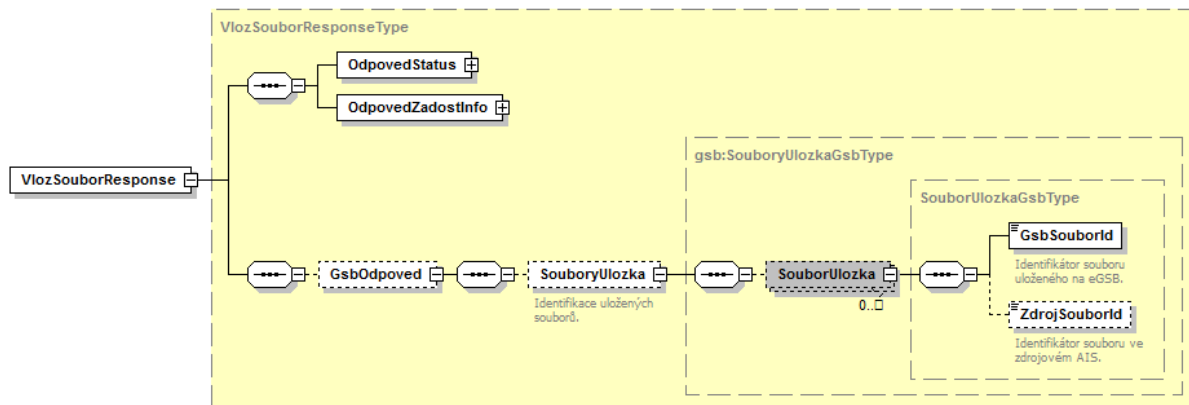 VlozSouborResponseType
OdpovedStatus
OdpovedZadostInfo
gsb:SouboryUlozkaGsbType
VlozSouborResponse
SouborUlozkaGsbType
GsbSouborId
Identifikátor souboru
uloženého na eGSB.
GsbOdpoved
SouboryUlozka
Identifikace uložených
souborů.
SouborUlozka
0..□
ZdrojSouborId
Identifikátor souboru ve
zdrojovém AIS.